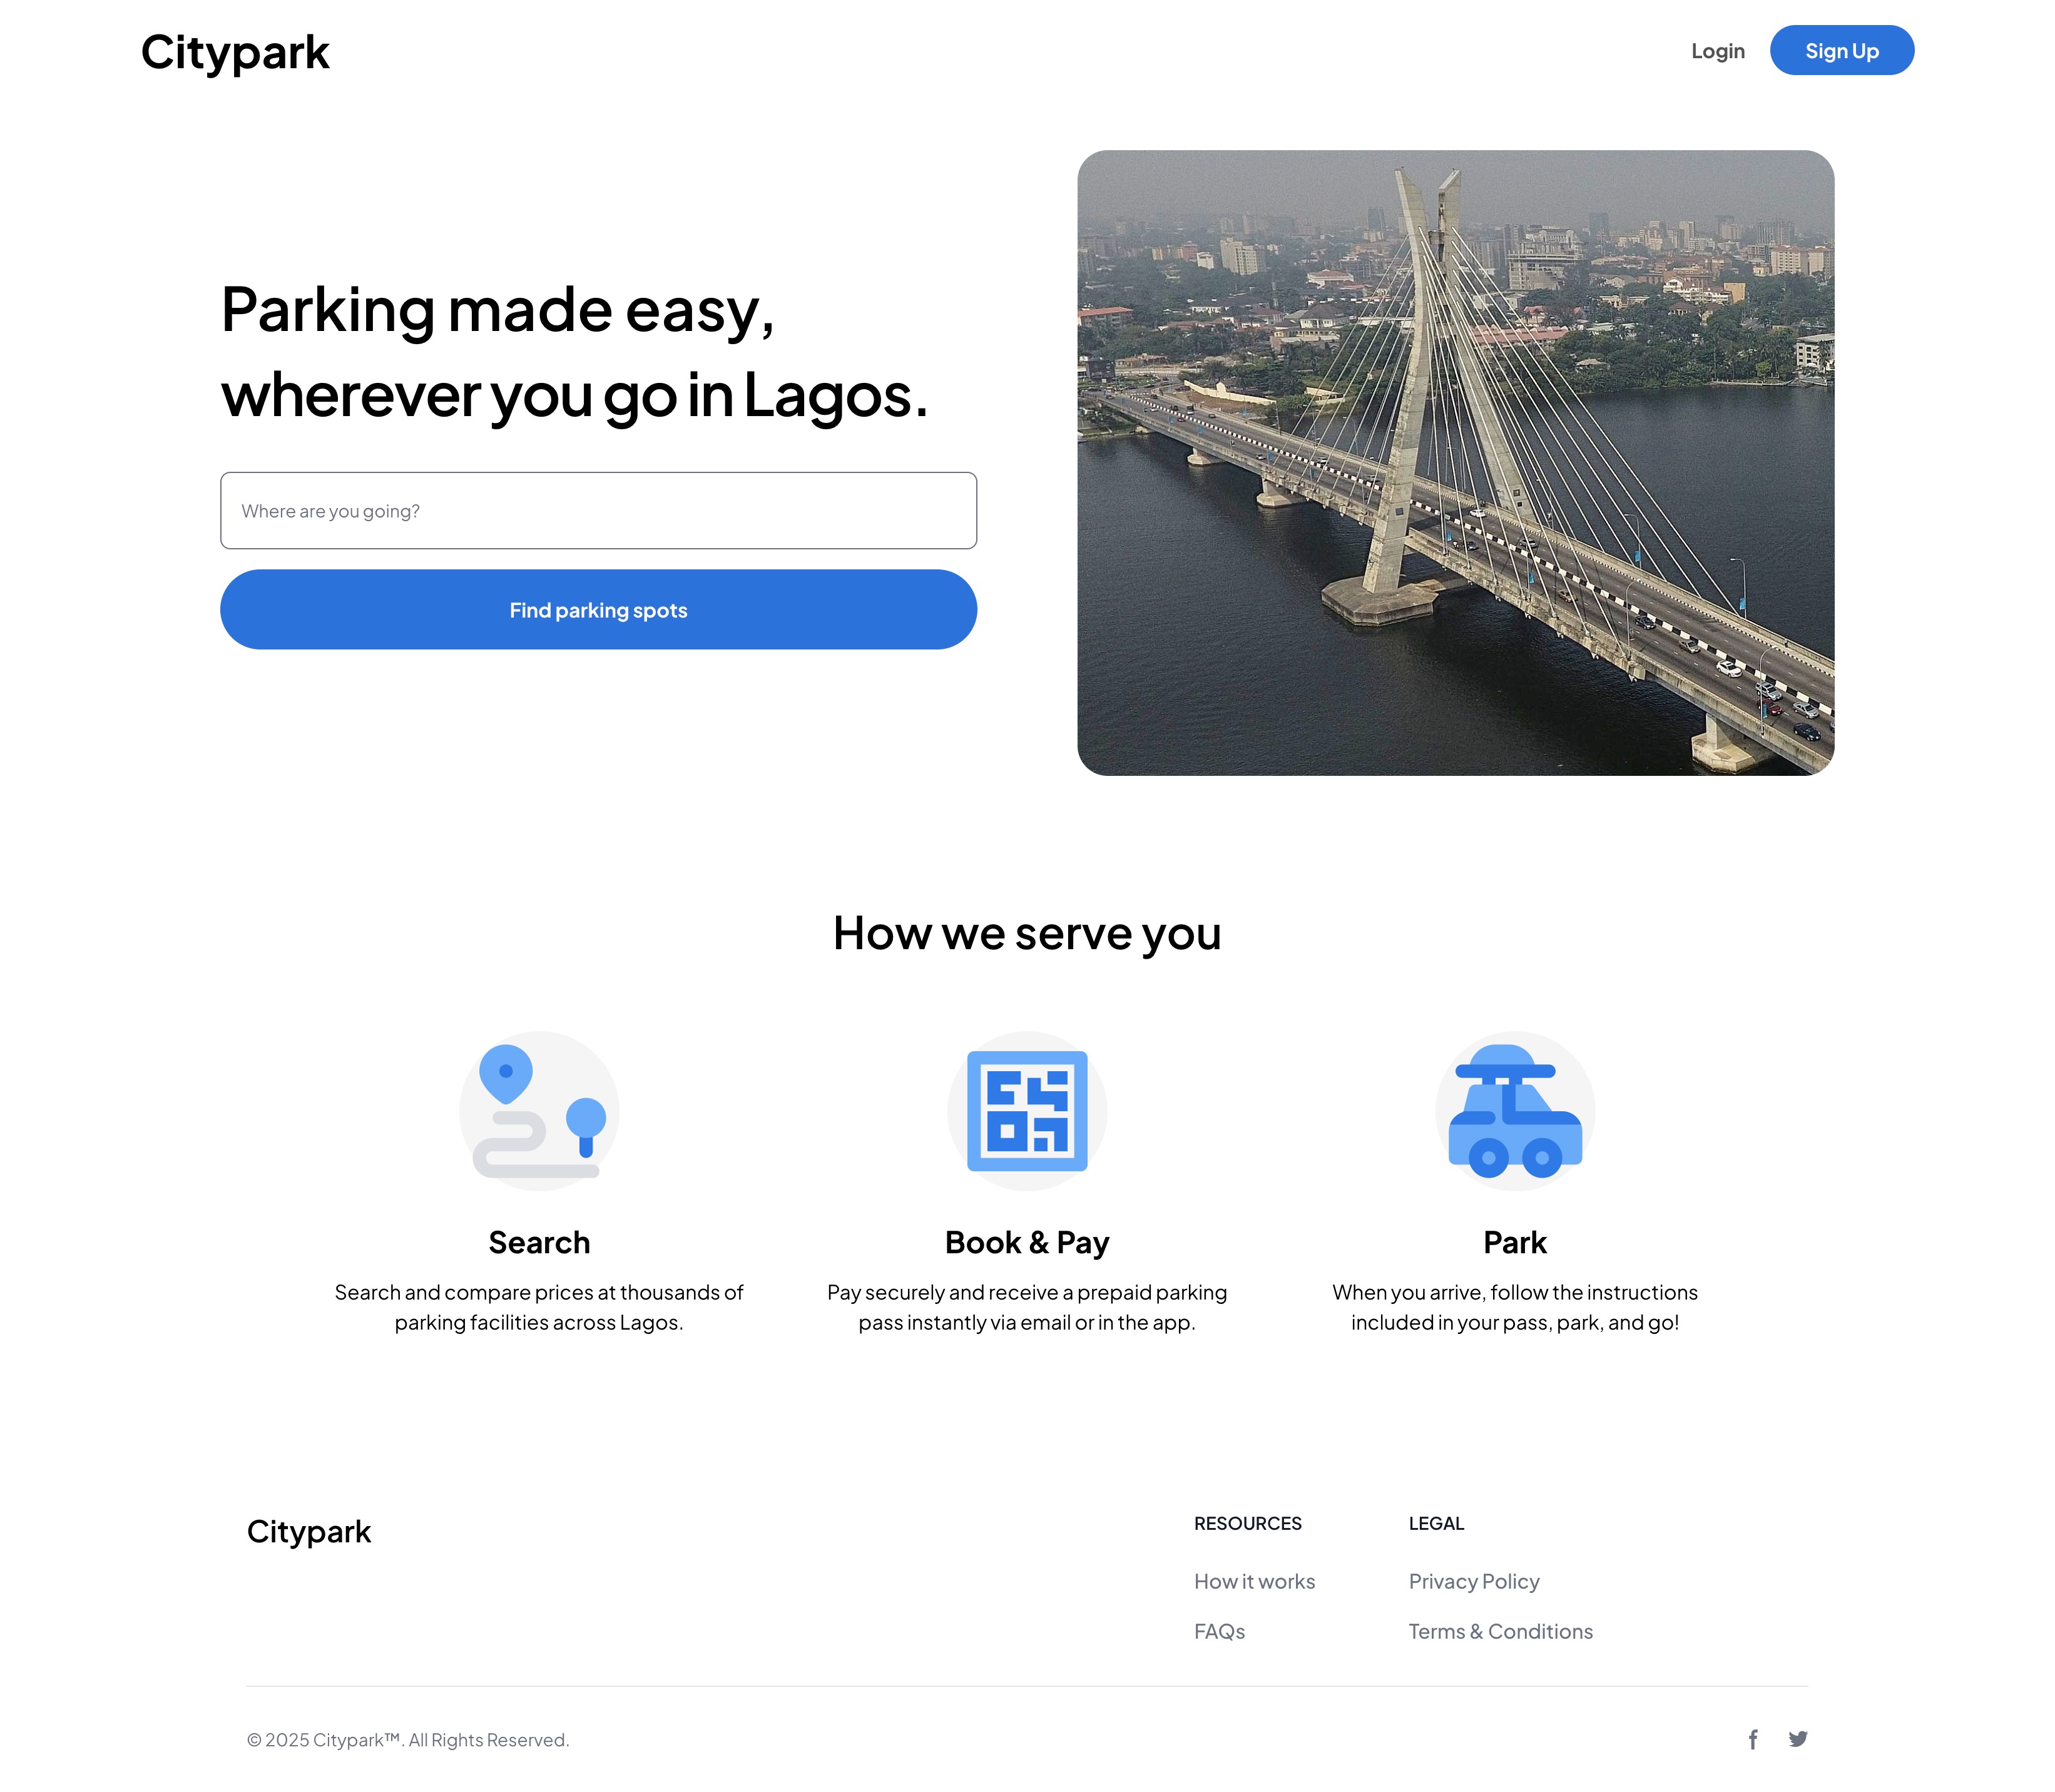 Citypark
Login
Sign Up
Parking made easy,
wherever you go in Lagos.
Where are you going?
Find parking spots
How we serve you
Search
Search and compare prices at thousands of
parking facilities across Lagos.
Book & Pay
Pay securely and receive a prepaid parking
pass instantly via email or in the app.
Park
When you arrive, follow the instructions
included in your pass, park, and go!
Citypark
RESOURCES
How it works
FAQs
LEGAL
Privacy Policy
Terms & Conditions
© 2025 Citypark™. All Rights Reserved.